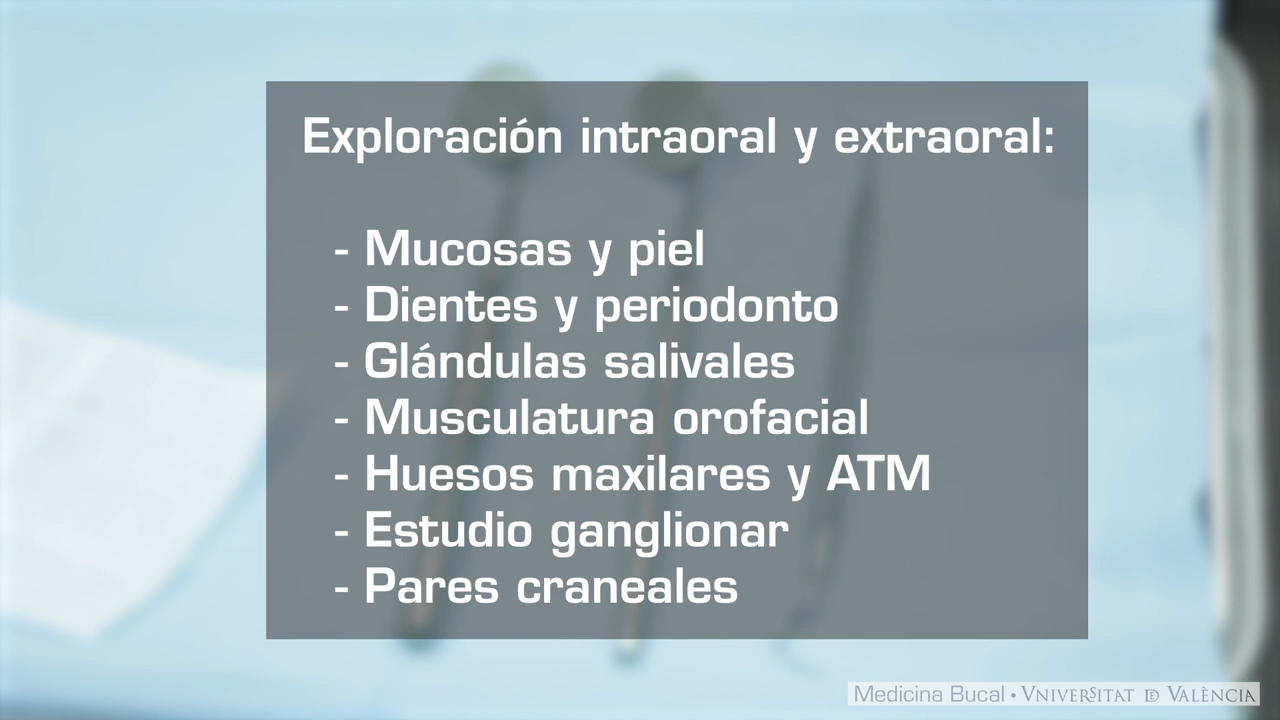 Exploración intraoral y extraoral:
- Mucosas y piel
- Dientes y periodonto
- Glándulas salivales
- Musculatura orofacial
- Huesos maxilares y ATM
- Estudio ganglionar
- Pares craneales
Medicina Bucal • VNIVERSITAT DE VALÈNCIA